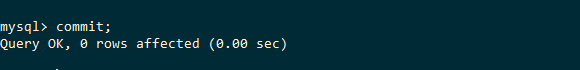 mysql> commit;
Query OK, 0 rows affected (0.00 sec)